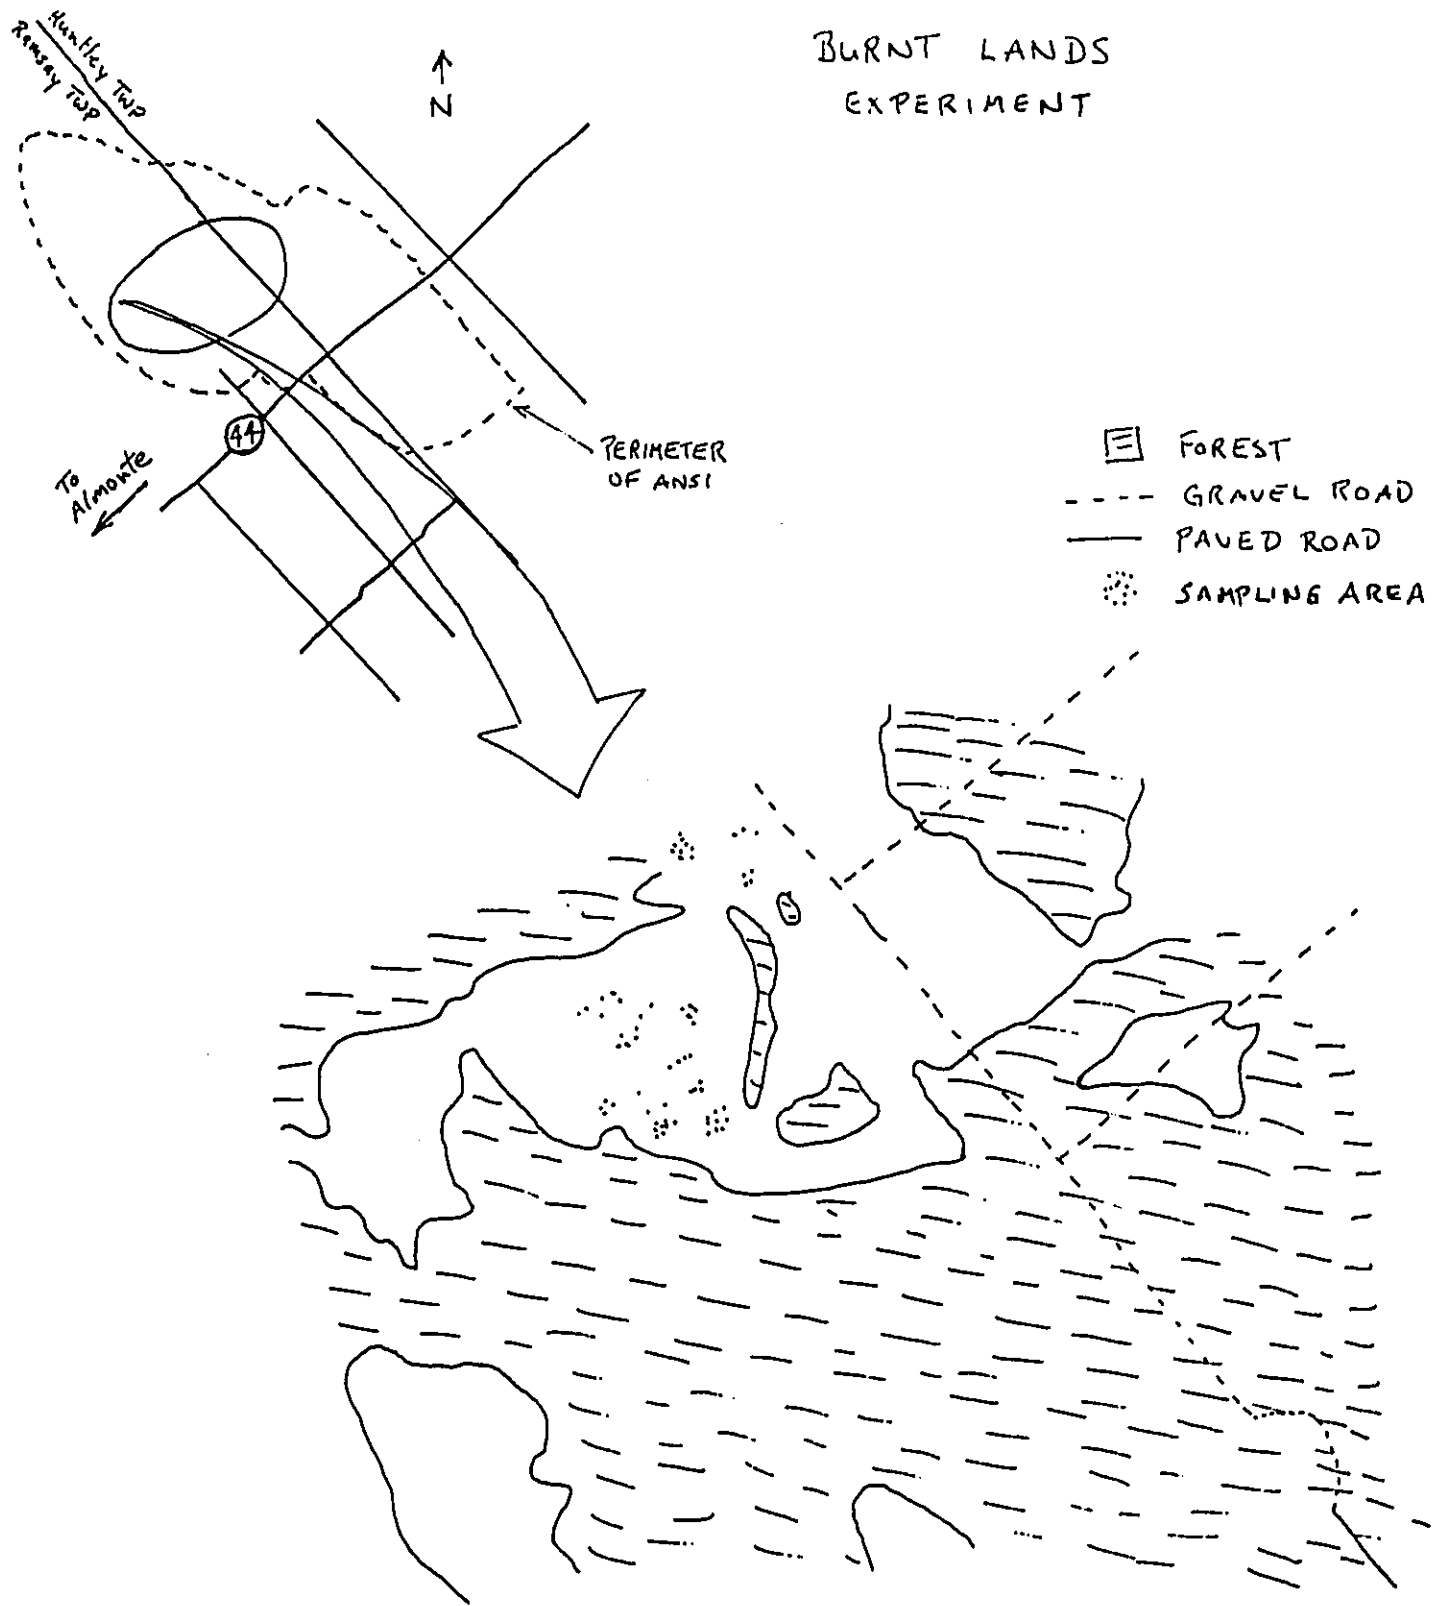 BURNT LANDS
EXPERIMENT
Huntley TWP
Ramsay TWP
N
44
To
Almonte
PERIMETER
OF ANSI
FOREST
GRAVEL ROAD
PAVED ROAD
SAMPLING AREA